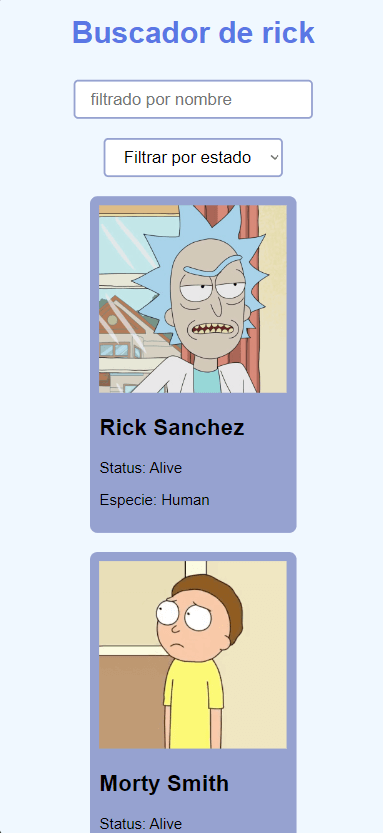 Buscador de rick
filtrado por nombre
Filtrar por estado
Rick Sanchez
Status: Alive
Especie: Human
Morty Smith
Status: Alive